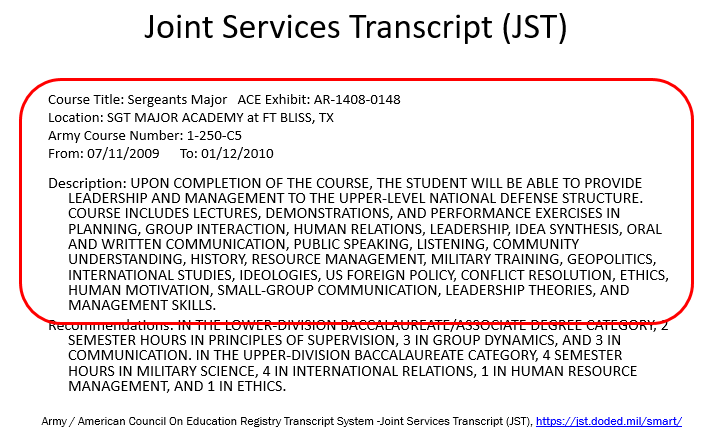 Joint Services Transcript (JST)
Course Title: Sergeants Major ACE Exhibit: AR-1408-0148
Location: SGT MAJOR ACADEMY at FT BLISS, TX
Army Course Number: 1-250-C5
From: 07/11/2009 To: 01/12/2010
Description: UPON COMPLETION OF THE COURSE, THE STUDENT WILL BE ABLE TO PROVIDE
LEADERSHIP AND MANAGEMENT TO THE UPPER-LEVEL NATIONAL DEFENSE STRUCTURE.
COURSE INCLUDES LECTURES, DEMONSTRATIONS, AND PERFORMANCE EXERCISES IN
PLANNING, GROUP INTERACTION, HUMAN RELATIONS, LEADERSHIP, IDEA SYNTHESIS, ORAL
AND WRITTEN COMMUNICATION, PUBLIC SPEAKING, LISTENING, COMMUNITY
UNDERSTANDING, HISTORY, RESOURCE MANAGEMENT, MILITARY TRAINING, GEOPOLITICS,
INTERNATIONAL STUDIES, IDEOLOGIES, US FOREIGN POLICY, CONFLICT RESOLUTION, ETHICS,
HUMAN MOTIVATION, SMALL-GROUP COMMUNICATION, LEADERSHIP THEORIES, AND
MANAGEMENT SKILLS.
Recommendations: IN THE LOWER-DIVISION BACCALAUREATE/ASSOCIATE DEGREE CATEGORY, 2
SEMESTER HOURS IN PRINCIPLES OF SUPERVISION, 3 IN GROUP DYNAMICS, AND 3 IN
COMMUNICATION. IN THE UPPER-DIVISION BACCALAUREATE CATEGORY, 4 SEMESTER
HOURS IN MILITARY SCIENCE, 4 IN INTERNATIONAL RELATIONS, 1 IN HUMAN RESOURCE
MANAGEMENT, AND 1 IN ETHICS.
Army / American Council On Education Registry Transcript System -Joint Services Transcript (JST), https://jst.doded.mil/smart/